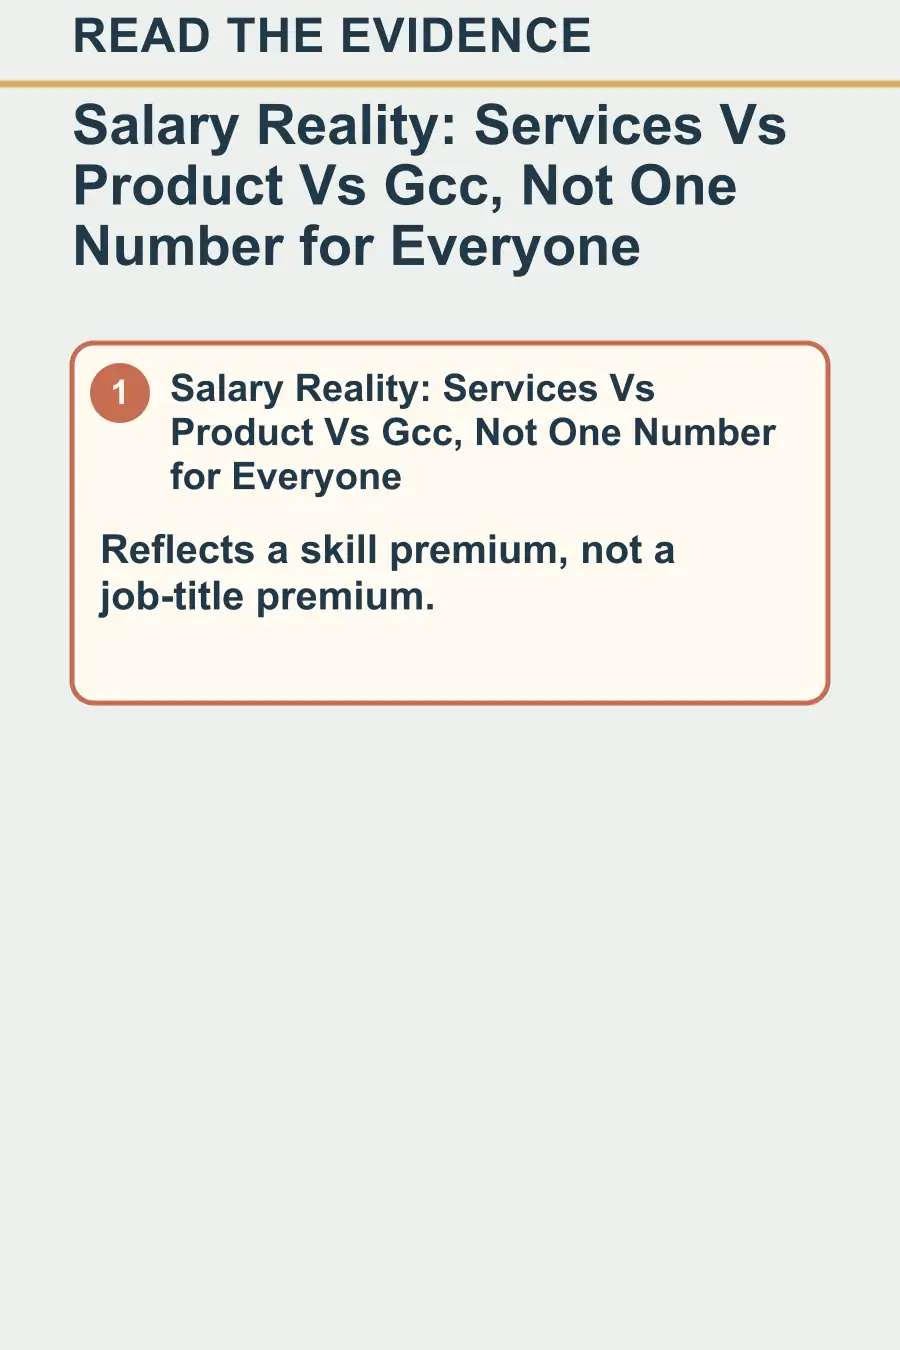 READ THE EVIDENCE
Salary Reality: Services Vs
Product Vs Gcc, Not One
Number for Everyone
1
Salary Reality: Services Vs
Product Vs Gcc, Not One Number
for Everyone
Reflects a skill premium, not a
job-title premium.